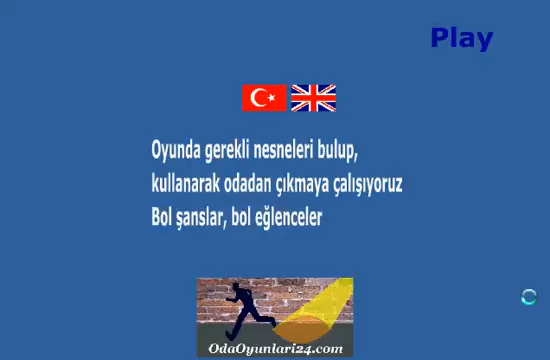 Play
Oyunda gerekli nesneleri bulup,
kullanarak odadan çıkmaya çalışıyoruz
Bol şanslar, bol eğlenceler
OdaOyunlari24.com